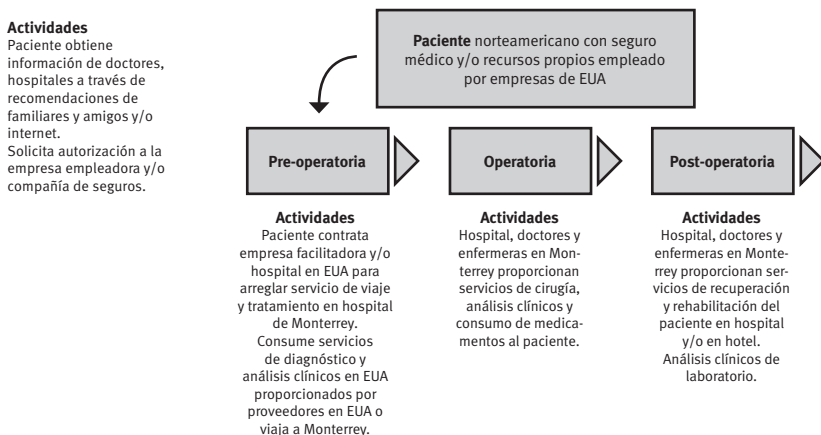 Actividades
Paciente obtiene
información de doctores,
hospitales a través de
recomendaciones de
familiares y amigos y/o
internet.
Solicita autorización a la
empresa empleadora y/o
compañía de seguros.
Paciente norteamericano con seguro
médico y/o recursos propios empleado
por empresas de EUA
Pre-operatoria
Operatoria
Post-operatoria
Actividades
Paciente contrata
empresa facilitadora y/o
hospital en EUA para
arreglar servicio de viaje
y tratamiento en hospital
de Monterrey.
Consume servicios
de diagnóstico y
análisis clínicos en EUA
proporcionados por
proveedores en EUA o
viaja a Monterrey.
Actividades
Hospital, doctores y
enfermeras en Mon-
terrey proporcionan
servicios de cirugía,
análisis clínicos y
consumo de medica-
mentos al paciente.
Actividades
Hospital, doctores y
enfermeras en Monte-
rrey proporcionan ser-
vicios de recuperación
y rehabilitación del
paciente en hospital
y/o en hotel.
Análisis clínicos de
laboratorio.